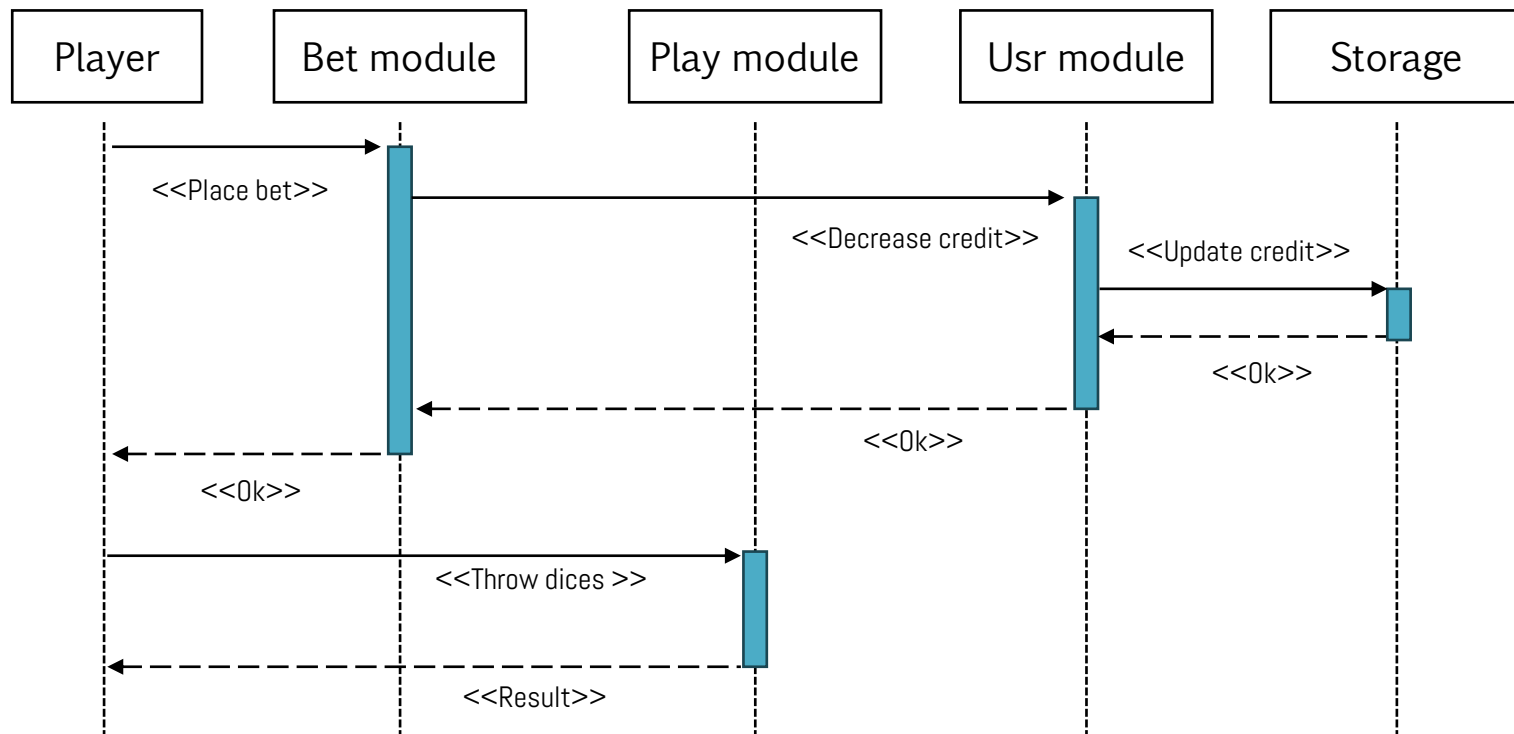 Player
Bet module
Play module
Usr module
Storage
<<Place bet>>
<<Decrease credit>>
<<Update credit>>
<<Ok>>
<<Ok>>
<<Ok>>
<<Throw dices >>
<<Result>>